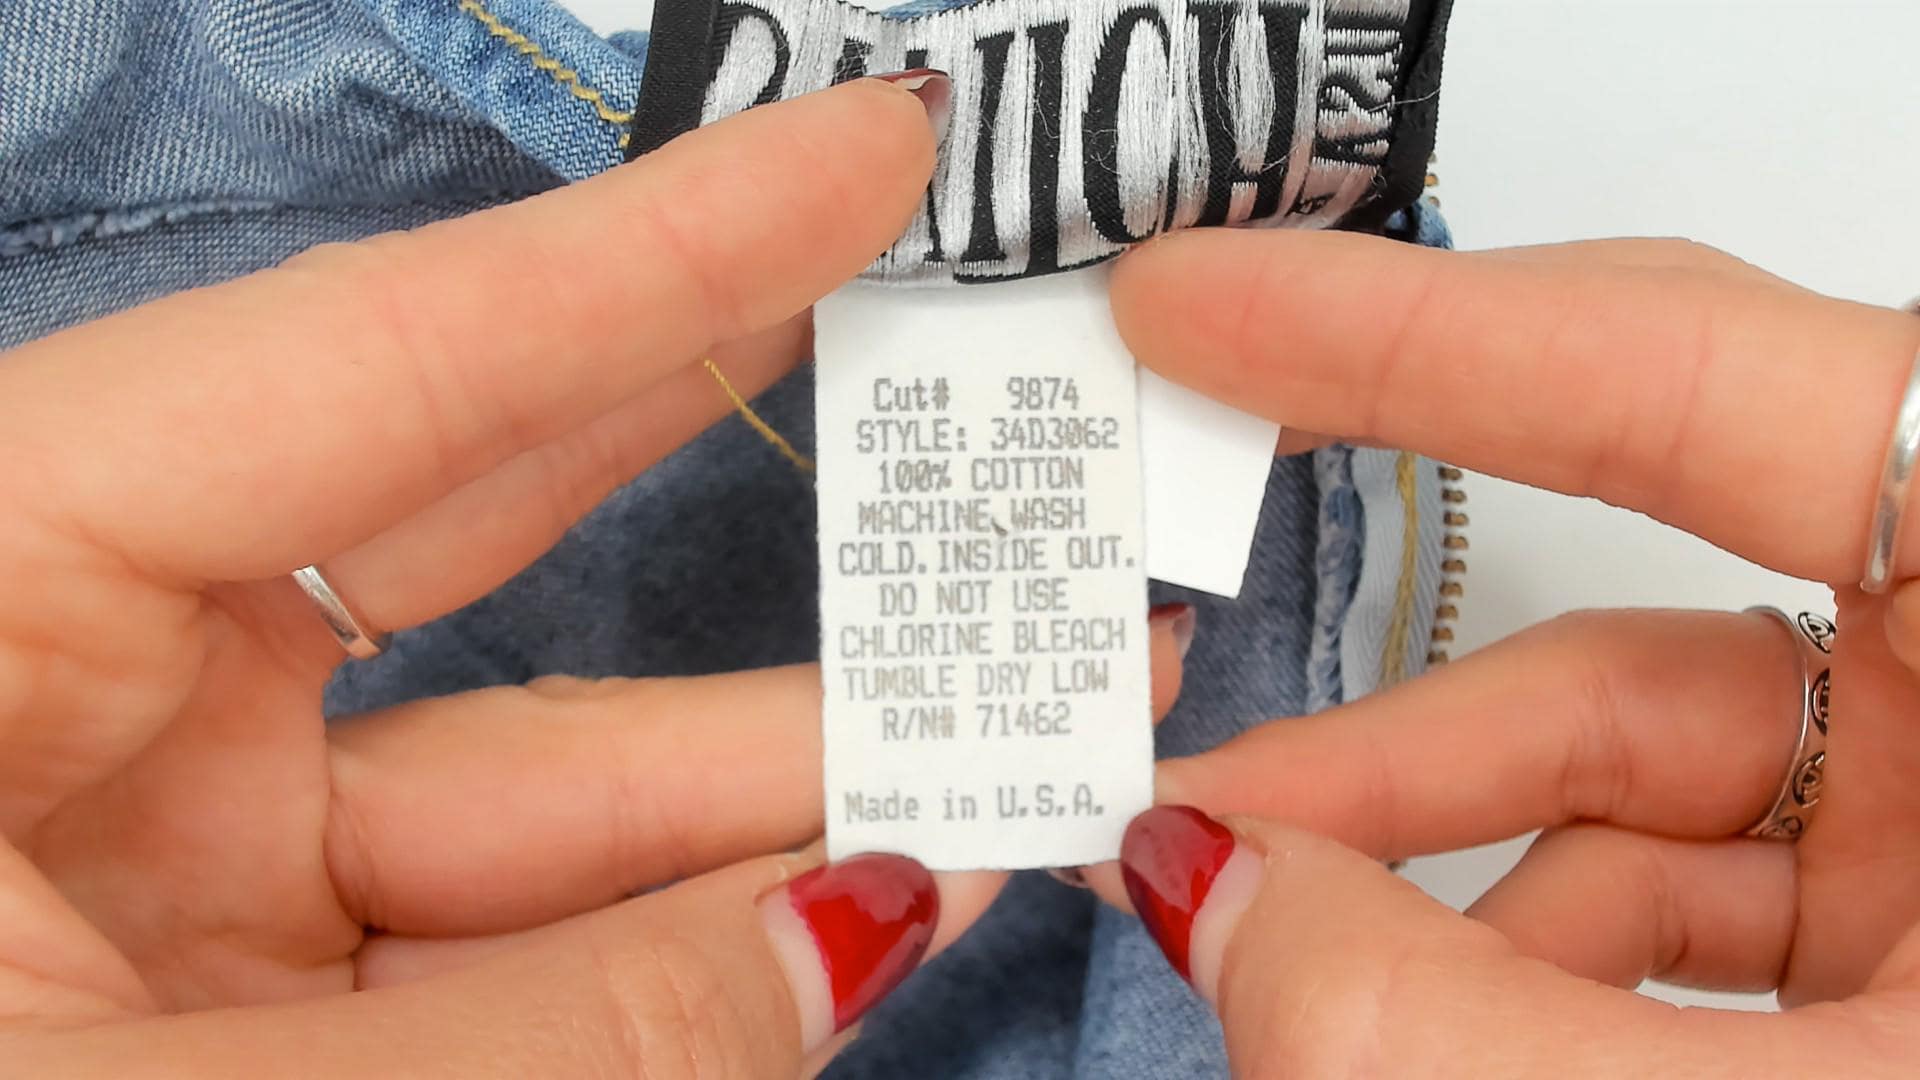 USA
Cut# 9874
STYLE: 34D3062
100% COTTON
MACHINE WASH
COLD.INSIDE OUT.
DO NOT USE
CHLORINE BLEACH
TUMBLE DRY LOW
R/N# 71462
Made in U.S.A.